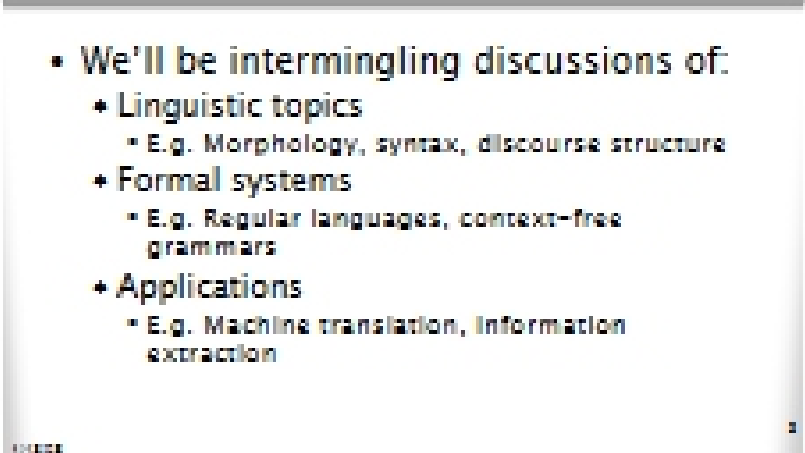 • We'll be intermingling discussions of:
• Linguistic topics
• E.g. Morphology, syntax, discourse structure
• Formal systems
• E.g. Regular languages, context-free
grammars
• Applications
• E.g. Machine translation, Information
extraction